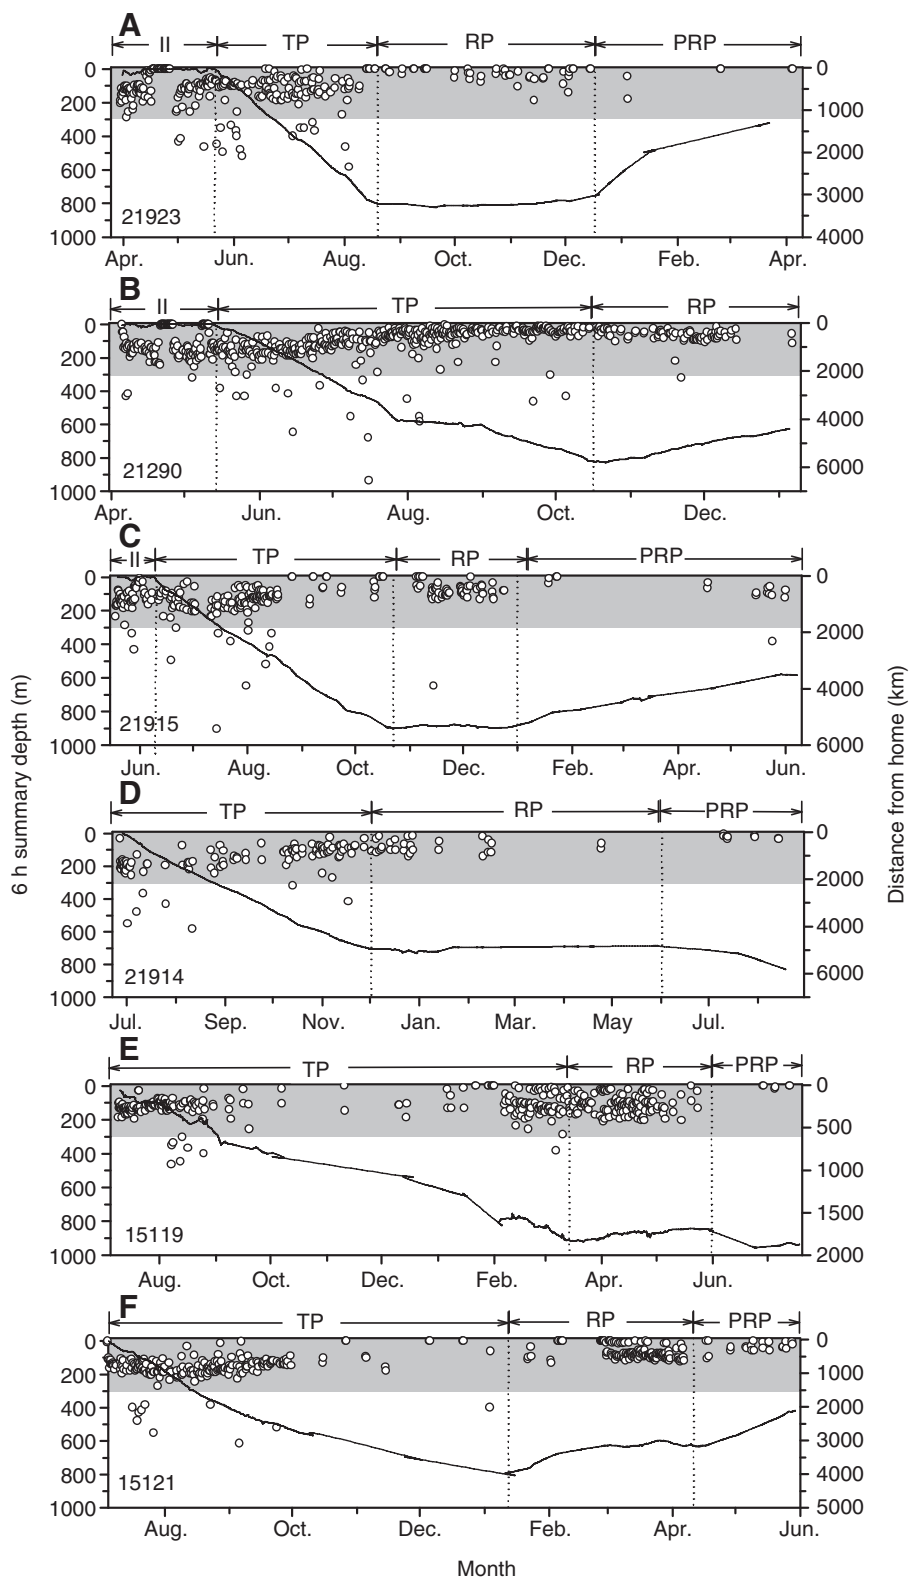 A
II TP RP PRP
0 0
200 1000
400 2000
600
800 3000
21923
1000 4000
Apr. Jun. Aug. Oct. Dec. Feb. Apr.
B
II TP RP
0 0
200 2000
400
600 4000
800 6000
21290
1000
Apr. Jun. Aug. Oct. Dec.
C
II TP RP PRP
0 0
200 2000
400
600 4000
800
21915
1000 6000
Jun. Aug. Oct. Dec. Feb. Apr. Jun.
6 h summary depth (m)
Distance from home (km)
D
TP RP PRP
0 0
200 2000
400
600 4000
800 6000
21914
1000
Jul. Sep. Nov. Jan. Mar. May Jul.
E
TP RP PRP
0 0
200 500
400 1000
600
800 1500
15119
1000 2000
Aug. Oct. Dec. Feb. Apr. Jun.
F
TP RP PRP
0 0
200 1000
400 2000
600 3000
800 4000
15121
1000 5000
Aug. Oct. Dec. Feb. Apr. Jun.
Month